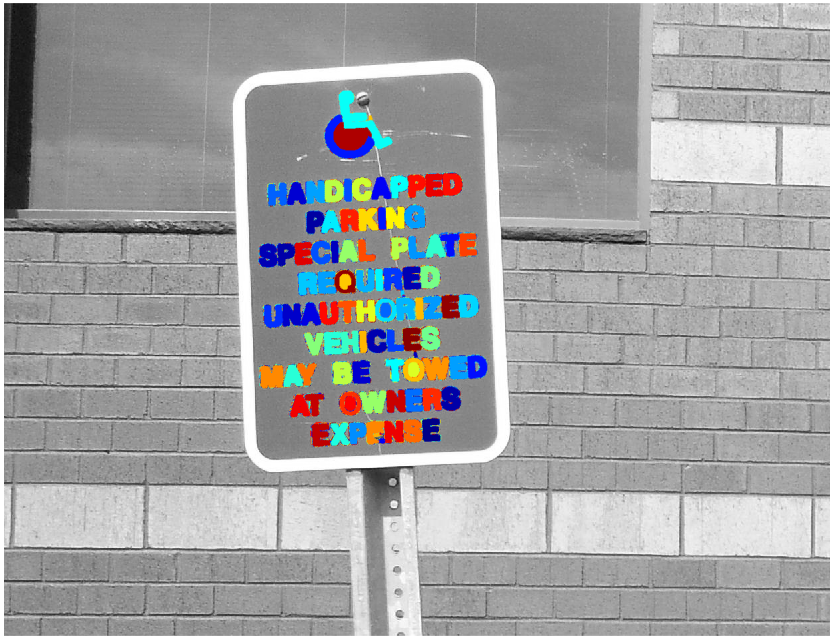 HANDICAPPED
PARKING
SPECIAL PLATE
REQUIRED
UNAUTHORIZED
VEHICLES
MAY BE TOWED
AT OWNERS
EXPENSE